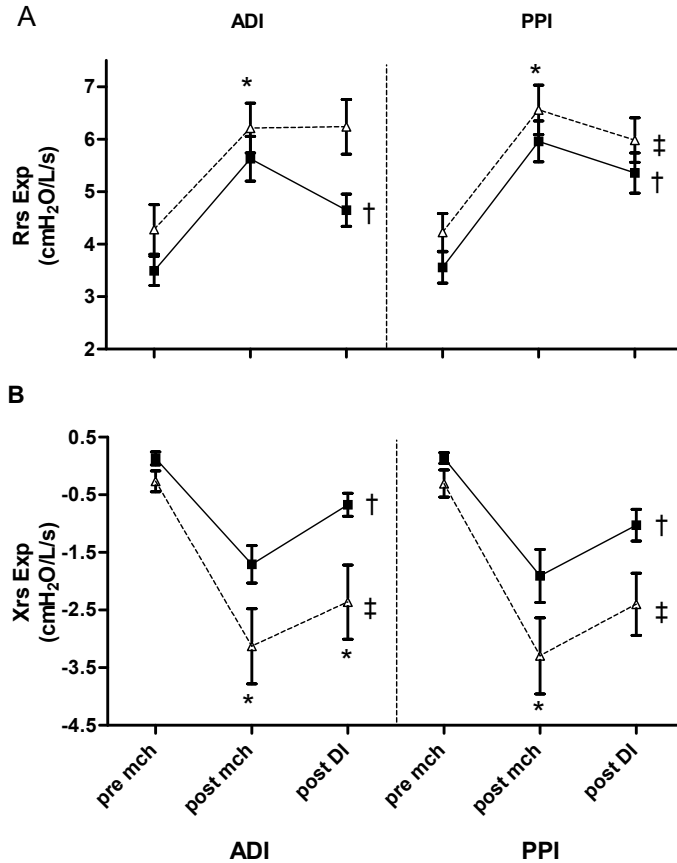 A
ADI PPI
7
6
5
4
3
2
Rrs Exp
(cmH2O/L/s)
* *
†
‡
†
B
0.5
-0.5
-1.5
-2.5
-3.5
-4.5
Xrs Exp
(cmH2O/L/s)
† †
‡ ‡
* * *
pre mch post mch post DI pre mch post mch post DI
ADI PPI